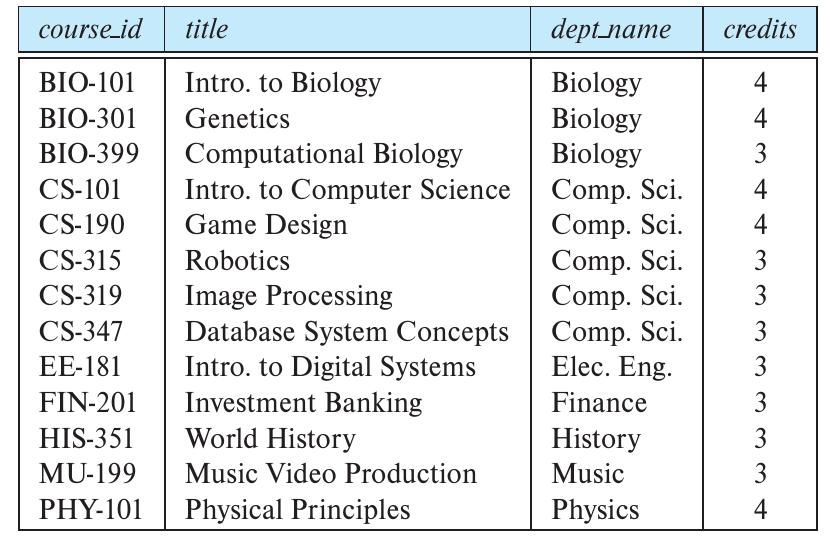 course_id title dept_name credits
BIO-101 Intro. to Biology Biology 4
BIO-301 Genetics Biology 4
BIO-399 Computational Biology Biology 3
CS-101 Intro. to Computer Science Comp. Sci. 4
CS-190 Game Design Comp. Sci. 4
CS-315 Robotics Comp. Sci. 3
CS-319 Image Processing Comp. Sci. 3
CS-347 Database System Concepts Comp. Sci. 3
EE-181 Intro. to Digital Systems Elec. Eng. 3
FIN-201 Investment Banking Finance 3
HIS-351 World History History 3
MU-199 Music Video Production Music 3
PHY-101 Physical Principles Physics 4